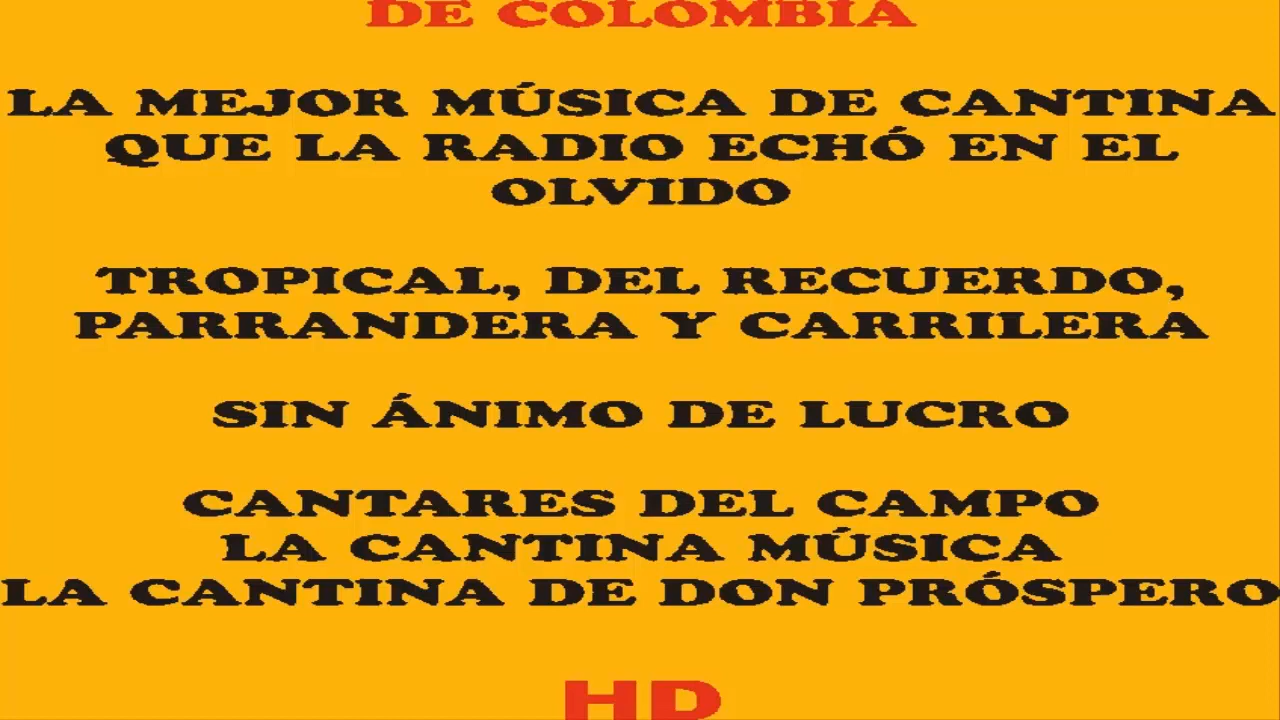 DE COLOMBIA
LA MEJOR MÚSICA DE CANTINA
QUE LA RADIO ECHÓ EN EL
OLVIDO
TROPICAL, DEL RECUERDO,
PARRANDERA Y CARRILERA
SIN ÁNIMO DE LUCRO
CANTARES DEL CAMPO
LA CANTINA MÚSICA
LA CANTINA DE DON PRÓSPERO
HD